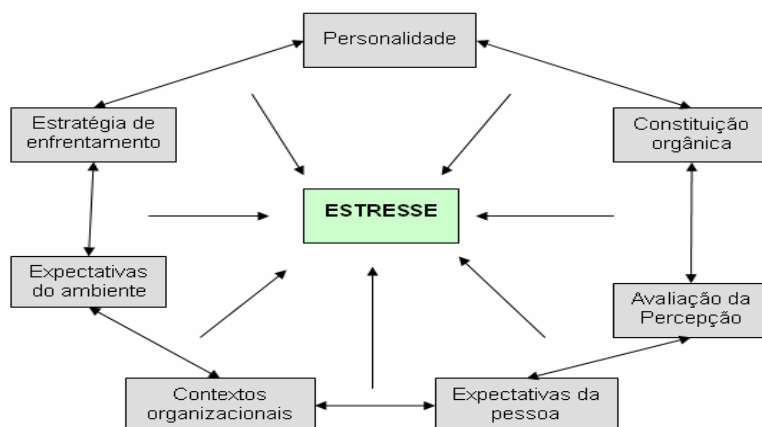 Personalidade
Estratégia de
enfrentamento
Constituição
orgânica
ESTRESSE
Expectativas
do ambiente
Avaliação da
Percepção
Contextos
organizacionais
Expectativas da
pessoa